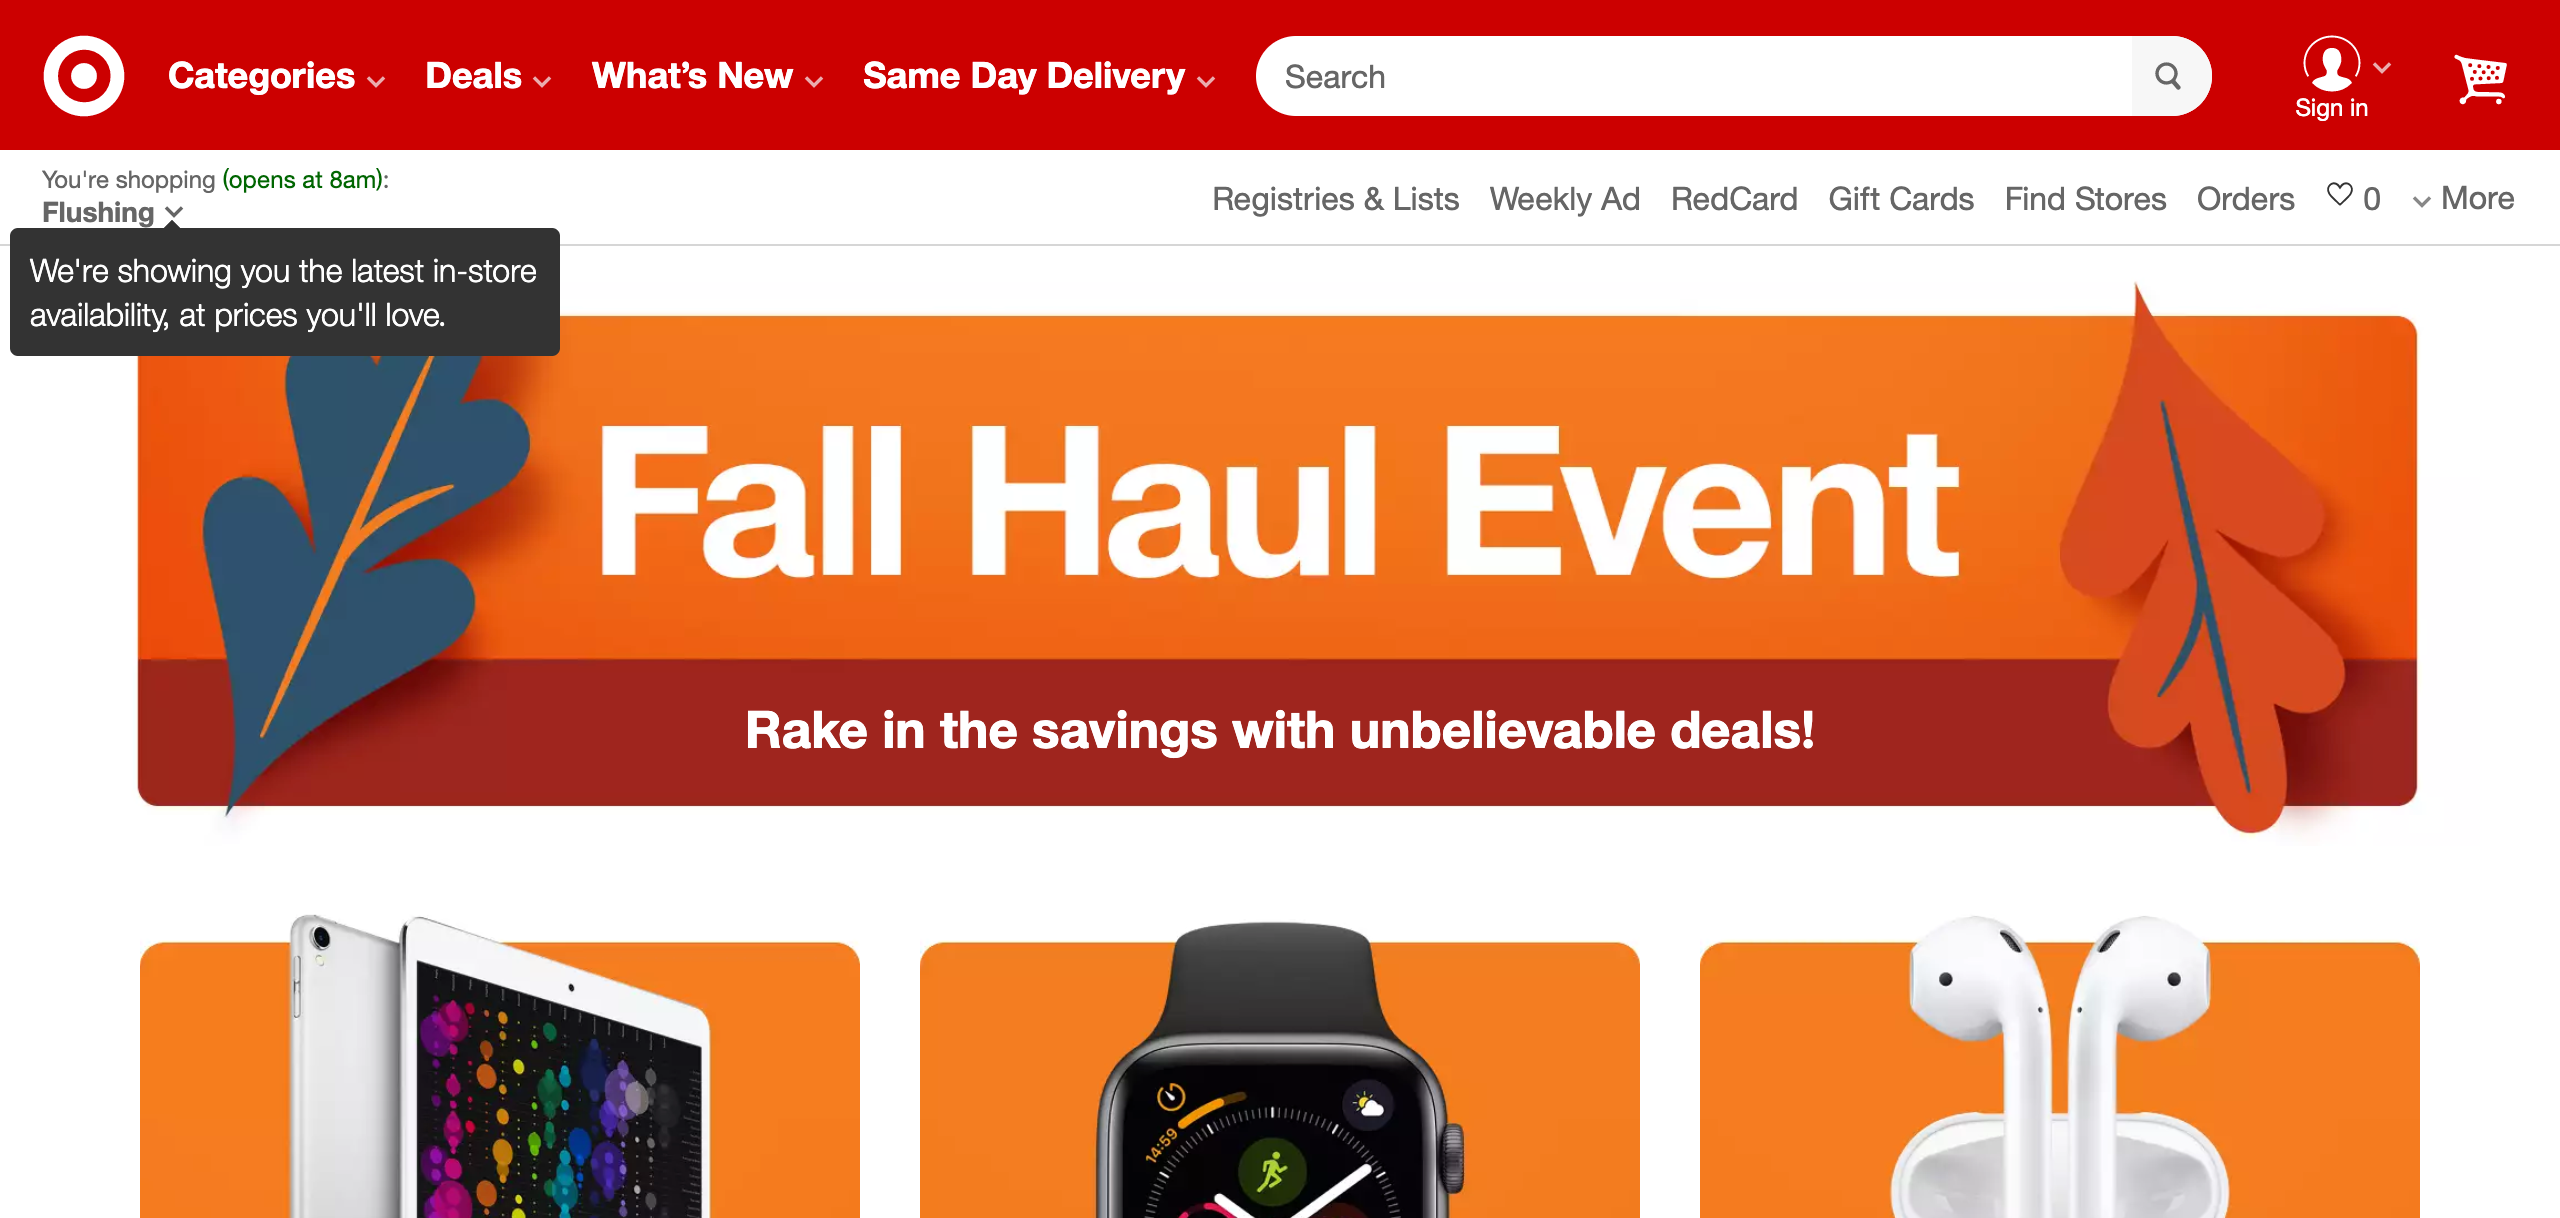 Categories Deals What's New Same Day Delivery Search Sign in
You're shopping (opens at 8am):
Flushing
Registries & Lists Weekly Ad RedCard Gift Cards Find Stores Orders 0 More
We're showing you the latest in-store
availability, at prices you'll love.
Fall Haul Event
Rake in the savings with unbelievable deals!
14:59